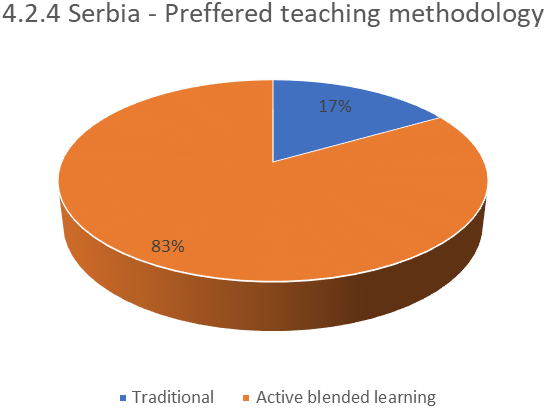 4.2.4 Serbia - Preffered teaching methodology
17%
83%
Traditional
Active blended learning